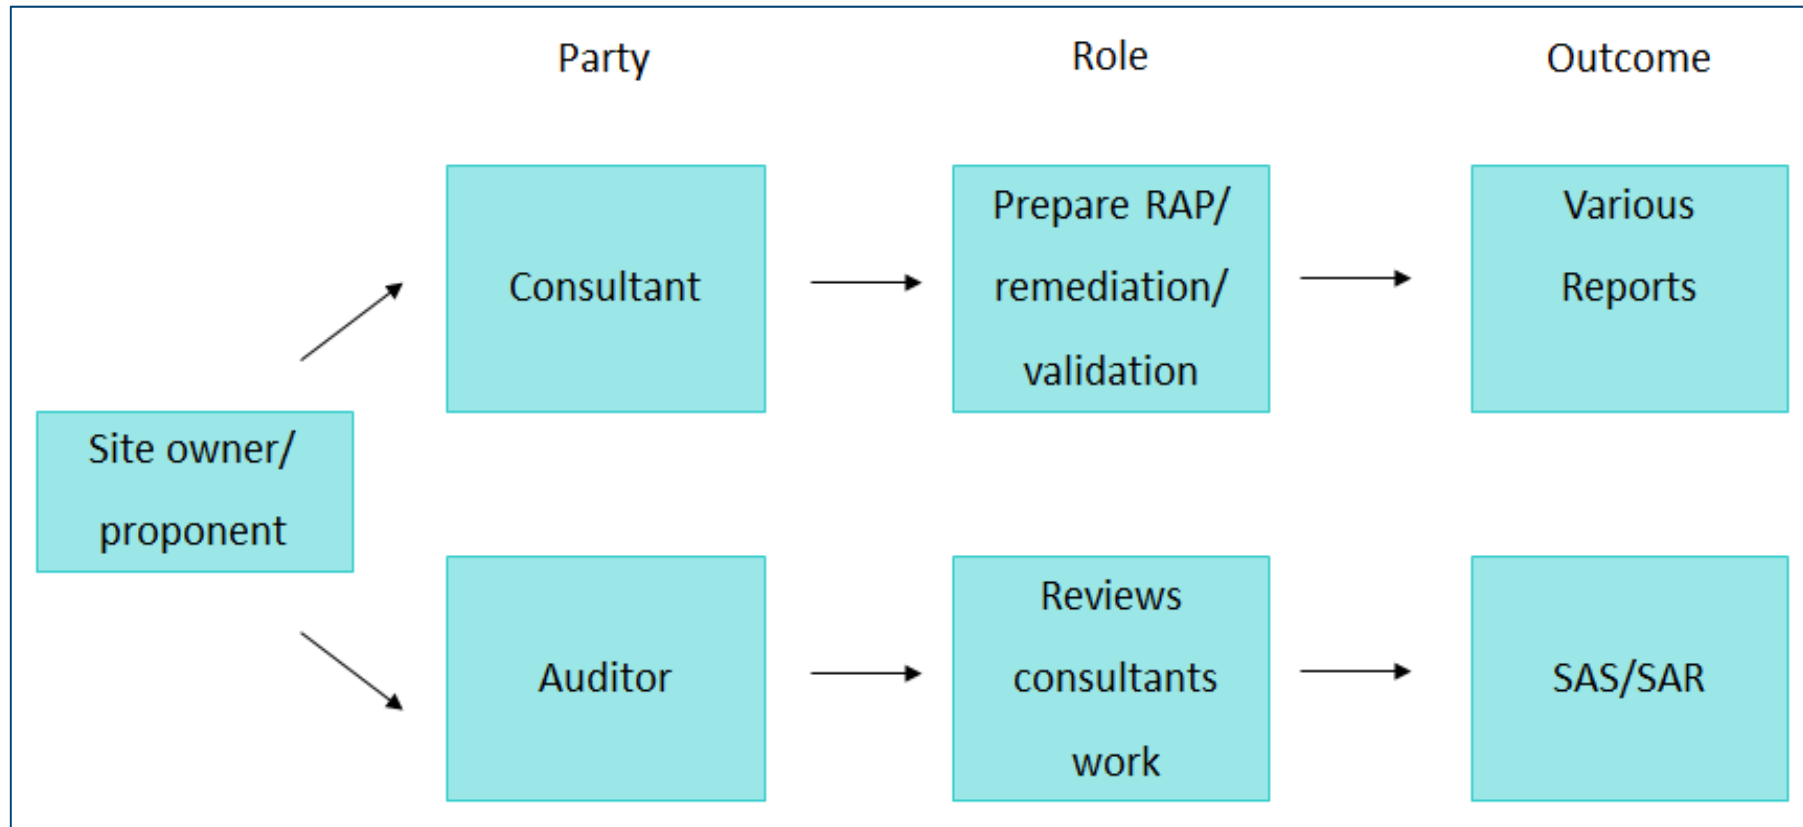 Party
Role
Outcome
Site owner/
proponent
Consultant
Prepare RAP/
remediation/
validation
Various
Reports
Auditor
Reviews
consultants
work
SAS/SAR